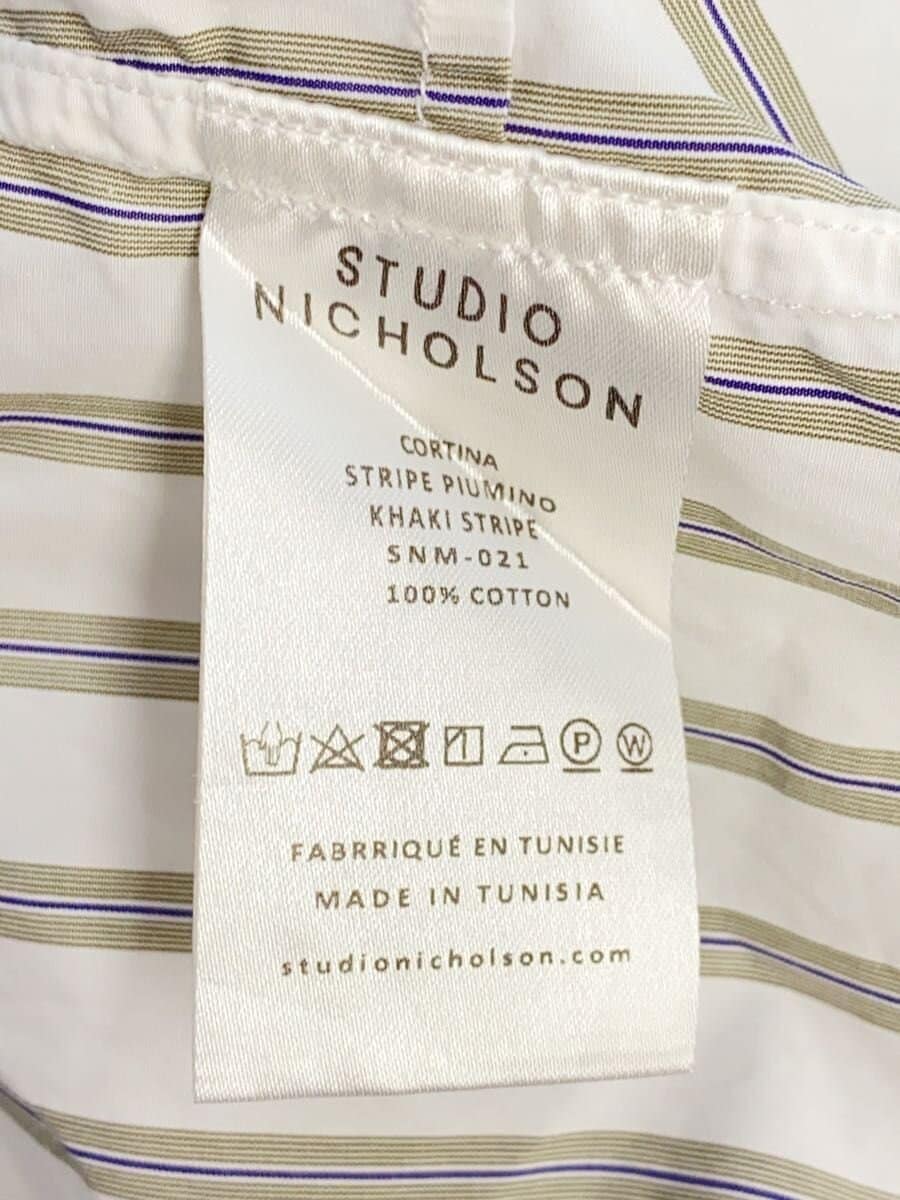 STUDIO
NICHOLSON
CORTINA
STRIPE PIUMINO
KHAKI STRIPE
SNM-021
100% COTTON
P W
FABRRIQUÉ EN TUNISIE
MADE IN TUNISIA
studionicholson.com